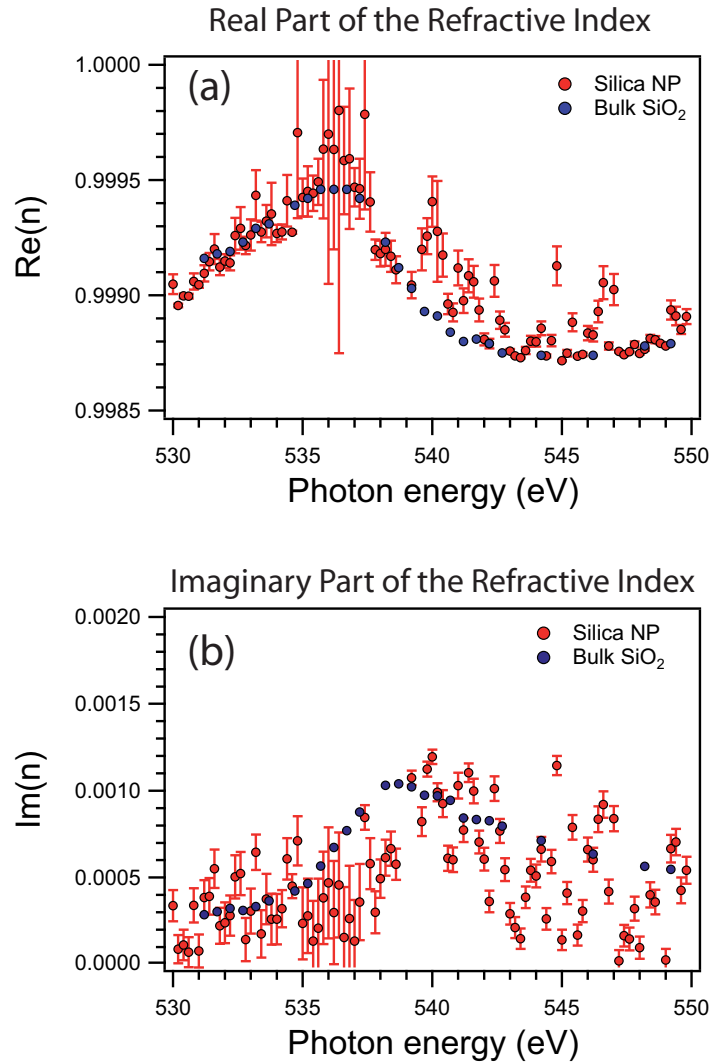 Real Part of the Refractive Index
(a)
Silica NP
Bulk SiO₂
Re(n)
1.0000
0.9995
0.9990
0.9985
530 535 540 545 550
Photon energy (eV)
Imaginary Part of the Refractive Index
(b)
Silica NP
Bulk SiO₂
Im(n)
0.0020
0.0015
0.0010
0.0005
0.0000
530 535 540 545 550
Photon energy (eV)